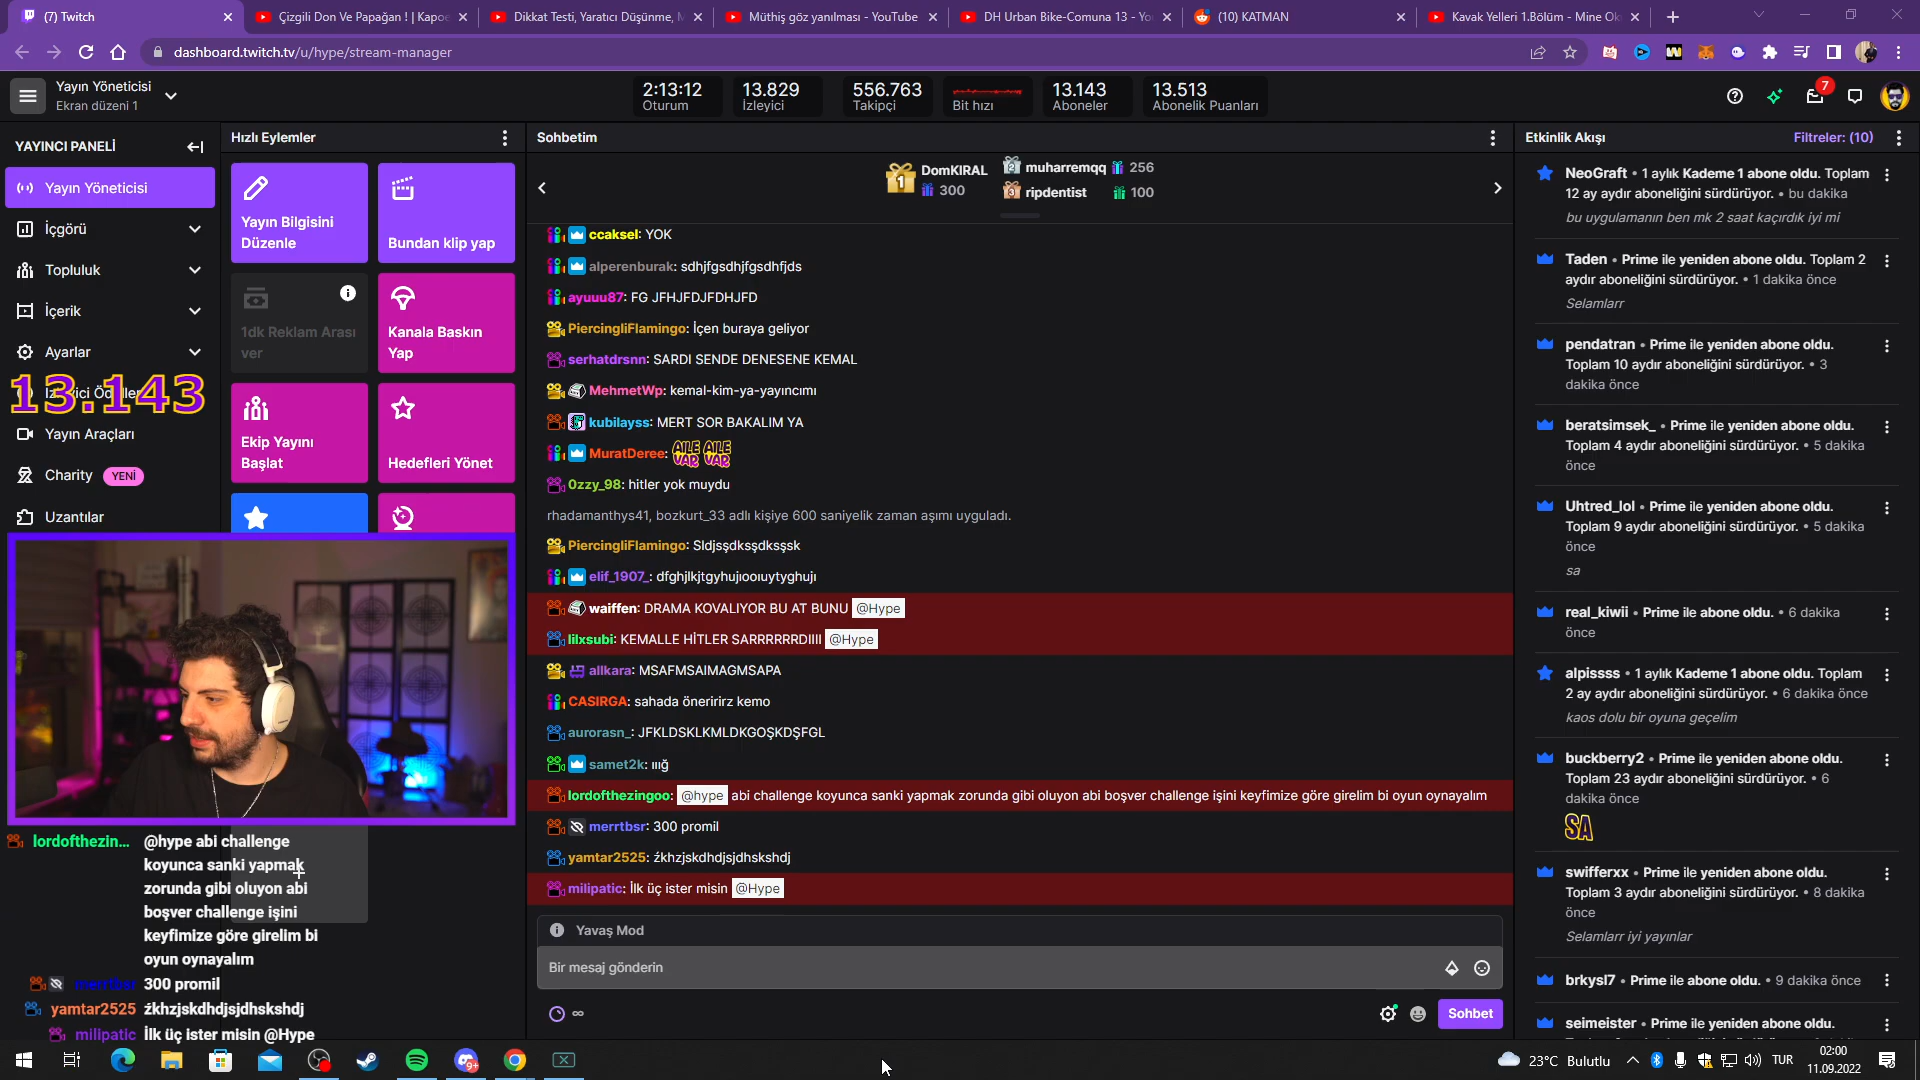 (7) Twitch
Çizgili Don Ve Papağan ! | Kapoe
Dikkat Testi, Yaratıcı Düşünme, M
Müthiş göz yanılması - YouTube
DH Urban Bike-Comuna 13 - Yo
(10) KATMAN
Kavak Yelleri 1.Bölüm - Mine Ok
dashboard.twitch.tv/u/hype/stream-manager
Yayın Yöneticisi
Ekran düzeni 1
2:13:12
Oturum
13.829
İzleyici
556.763
Takipçi
Bit hızı
13.143
Aboneler
13.513
Abonelik Puanları
7
YAYINCI PANELİ
Yayın Yöneticisi
İçgörü
Topluluk
İçerik
Ayarlar
13.143
Yayın Araçları
Charity YENİ
Uzantılar
Hızlı Eylemler
Yayın Bilgisini
Düzenle
Bundan klip yap
1dk Reklam Arası
ver
Kanala Baskın
Yap
Ekip Yayını
Başlat
Hedefleri Yönet
lordofthezin... @hype abi challenge
koyunca sanki yapmak
zorunda gibi oluyon abi
boşver challenge işini
keyfimize göre girelim bi
oyun oynayalım
merrtbsr 300 promil
yamtar2525 źkhzjskdhdjsjdhskshdj
milipatic İlk üç ister misin @Hype
Sohbetim
1 DomKIRAL
300
2 muharremqq 256
3 ripdentist 100
ccaksel: YOK
alperenburak: sdhjfgsdhjfgsdhfjds
ayuuu87: FG JFHJFDJFDHJFD
PiercingliFlamingo: İçen buraya geliyor
serhatdrsnn: SARDI SENDE DENESENE KEMAL
MehmetWp: kemal-kim-ya-yayıncımı
kubilayss: MERT SOR BAKALIM YA
MuratDeree: AILE VAR AILE VAR
0zzy_98: hitler yok muydu
rhadamanthys41, bozkurt_33 adlı kişiye 600 saniyelik zaman aşımı uyguladı.
PiercingliFlamingo: Sldjsşdksşdksşsk
elif_1907_: dfghjlkjtgyhujıooıuytyghujı
waiffen: DRAMA KOVALIYOR BU AT BUNU @Hype
lilxsubi: KEMALLE HİTLER SARRRRRRDIIII @Hype
allkara: MSAFMSAIMAGMSAPA
CASIRGA: sahada önerirırz kemo
aurorasn_: JFKLDSKLKMLDKGOŞKDŞFGL
samet2k: ııığ
lordofthezingoo: @hype abi challenge koyunca sanki yapmak zorunda gibi oluyon abi boşver challenge işini keyfimize göre girelim bi oyun oynayalım
merrtbsr: 300 promil
yamtar2525: źkhzjskdhdjsjdhskshdj
milipatic: İlk üç ister misin @Hype
Yavaş Mod
Bir mesaj gönderin
Sohbet
Etkinlik Akışı
Filtreler: (10)
NeoGraft • 1 aylık Kademe 1 abone oldu. Toplam
12 ay aydır aboneliğini sürdürüyor. • bu dakika
bu uygulamanın ben mk 2 saat kaçırdık iyi mi
Taden • Prime ile yeniden abone oldu. Toplam 2
aydır aboneliğini sürdürüyor. • 1 dakika önce
Selamlarr
pendatran • Prime ile yeniden abone oldu.
Toplam 10 aydır aboneliğini sürdürüyor. • 3
dakika önce
beratsimsek_ • Prime ile yeniden abone oldu.
Toplam 4 aydır aboneliğini sürdürüyor. • 5 dakika
önce
Uhtred_lol • Prime ile yeniden abone oldu.
Toplam 9 aydır aboneliğini sürdürüyor. • 5 dakika
önce
sa
real_kiwii • Prime ile abone oldu. • 6 dakika
önce
alpissss • 1 aylık Kademe 1 abone oldu. Toplam
2 ay aydır aboneliğini sürdürüyor. • 6 dakika önce
kaos dolu bir oyuna geçelim
buckberry2 • Prime ile yeniden abone oldu.
Toplam 23 aydır aboneliğini sürdürüyor. • 6
dakika önce
SA
swifferxx • Prime ile yeniden abone oldu.
Toplam 3 aydır aboneliğini sürdürüyor. • 8 dakika
önce
Selamlarr iyi yayınlar
brkysl7 • Prime ile abone oldu. • 9 dakika önce
seimeister • Prime ile yeniden abone oldu.
23°C Bulutlu
TUR
02:00
11.09.2022